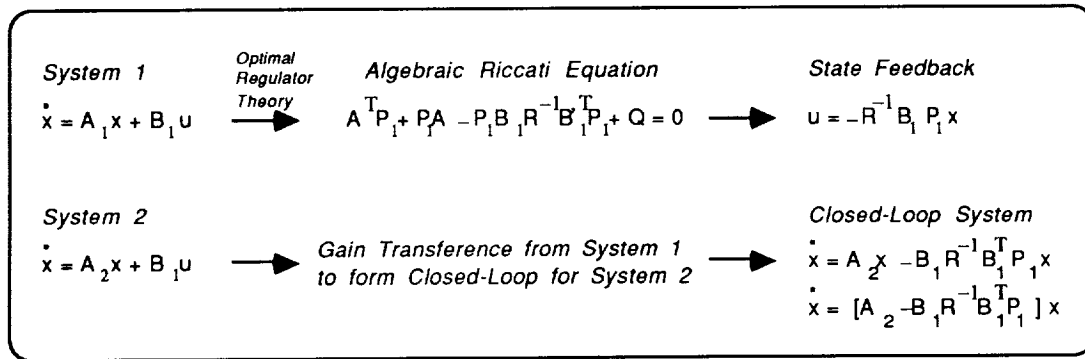 System 1
ẋ = A₁x + B₁u
Optimal
Regulator
Theory
Algebraic Riccati Equation
AᵀP₁ + P₁A – P₁B₁R⁻¹B₁ᵀP₁ + Q = 0
State Feedback
u = –R⁻¹B₁P₁x
System 2
ẋ = A₂x + B₁u
Gain Transference from System 1
to form Closed-Loop for System 2
Closed-Loop System
ẋ = A₂x – B₁R⁻¹B₁ᵀP₁x
ẋ = [A₂ – B₁R⁻¹B₁ᵀP₁] x